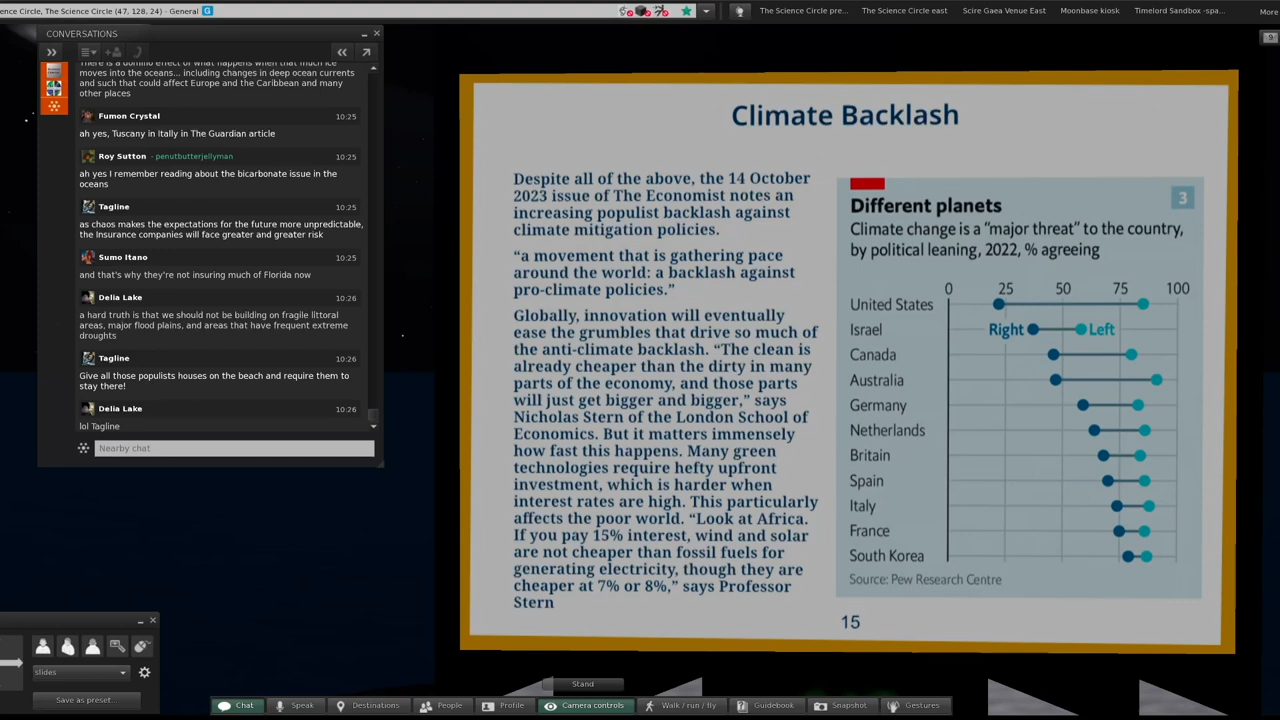 ence Circle, The Science Circle (47, 128, 24) - General
The Science Circle pre...
The Science Circle east
Scire Gaea Venue East
Moonbase kiosk
Timelord Sandbox -spa...
More
9
CONVERSATIONS
There is a domino effect of what happens when that much ice
moves into the oceans... including changes in deep ocean currents
and such that could affect Europe and the Caribbean and many
other places
Fumon Crystal 10:25
ah yes, Tuscany in Itally in The Guardian article
Roy Sutton - penutbutterjellyman 10:25
ah yes I remember reading about the bicarbonate issue in the
oceans
Tagline 10:25
as chaos makes the expectations for the future more unpredictable,
the Insurance companies will face greater and greater risk
Sumo Itano 10:25
and that's why they're not insuring much of Florida now
Delia Lake 10:26
a hard truth is that we should not be building on fragile littoral
areas, major flood plains, and areas that have frequent extreme
droughts
Tagline 10:26
Give all those populists houses on the beach and require them to
stay there!
Delia Lake 10:26
lol Tagline
Nearby chat
Climate Backlash
Despite all of the above, the 14 October
2023 issue of The Economist notes an
increasing populist backlash against
climate mitigation policies.
“a movement that is gathering pace
around the world: a backlash against
pro-climate policies.”
Globally, innovation will eventually
ease the grumbles that drive so much of
the anti-climate backlash. “The clean is
already cheaper than the dirty in many
parts of the economy, and those parts
will just get bigger and bigger,” says
Nicholas Stern of the London School of
Economics. But it matters immensely
how fast this happens. Many green
technologies require hefty upfront
investment, which is harder when
interest rates are high. This particularly
affects the poor world. “Look at Africa.
If you pay 15% interest, wind and solar
are not cheaper than fossil fuels for
generating electricity, though they are
cheaper at 7% or 8%,” says Professor
Stern
3
Different planets
Climate change is a “major threat” to the country,
by political leaning, 2022, % agreeing
0 25 50 75 100
United States
Israel Right Left
Canada
Australia
Germany
Netherlands
Britain
Spain
Italy
France
South Korea
Source: Pew Research Centre
15
slides
Save as preset...
Stand
Chat
Speak
Destinations
People
Profile
Camera controls
Walk / run / fly
Guidebook
Snapshot
Gestures